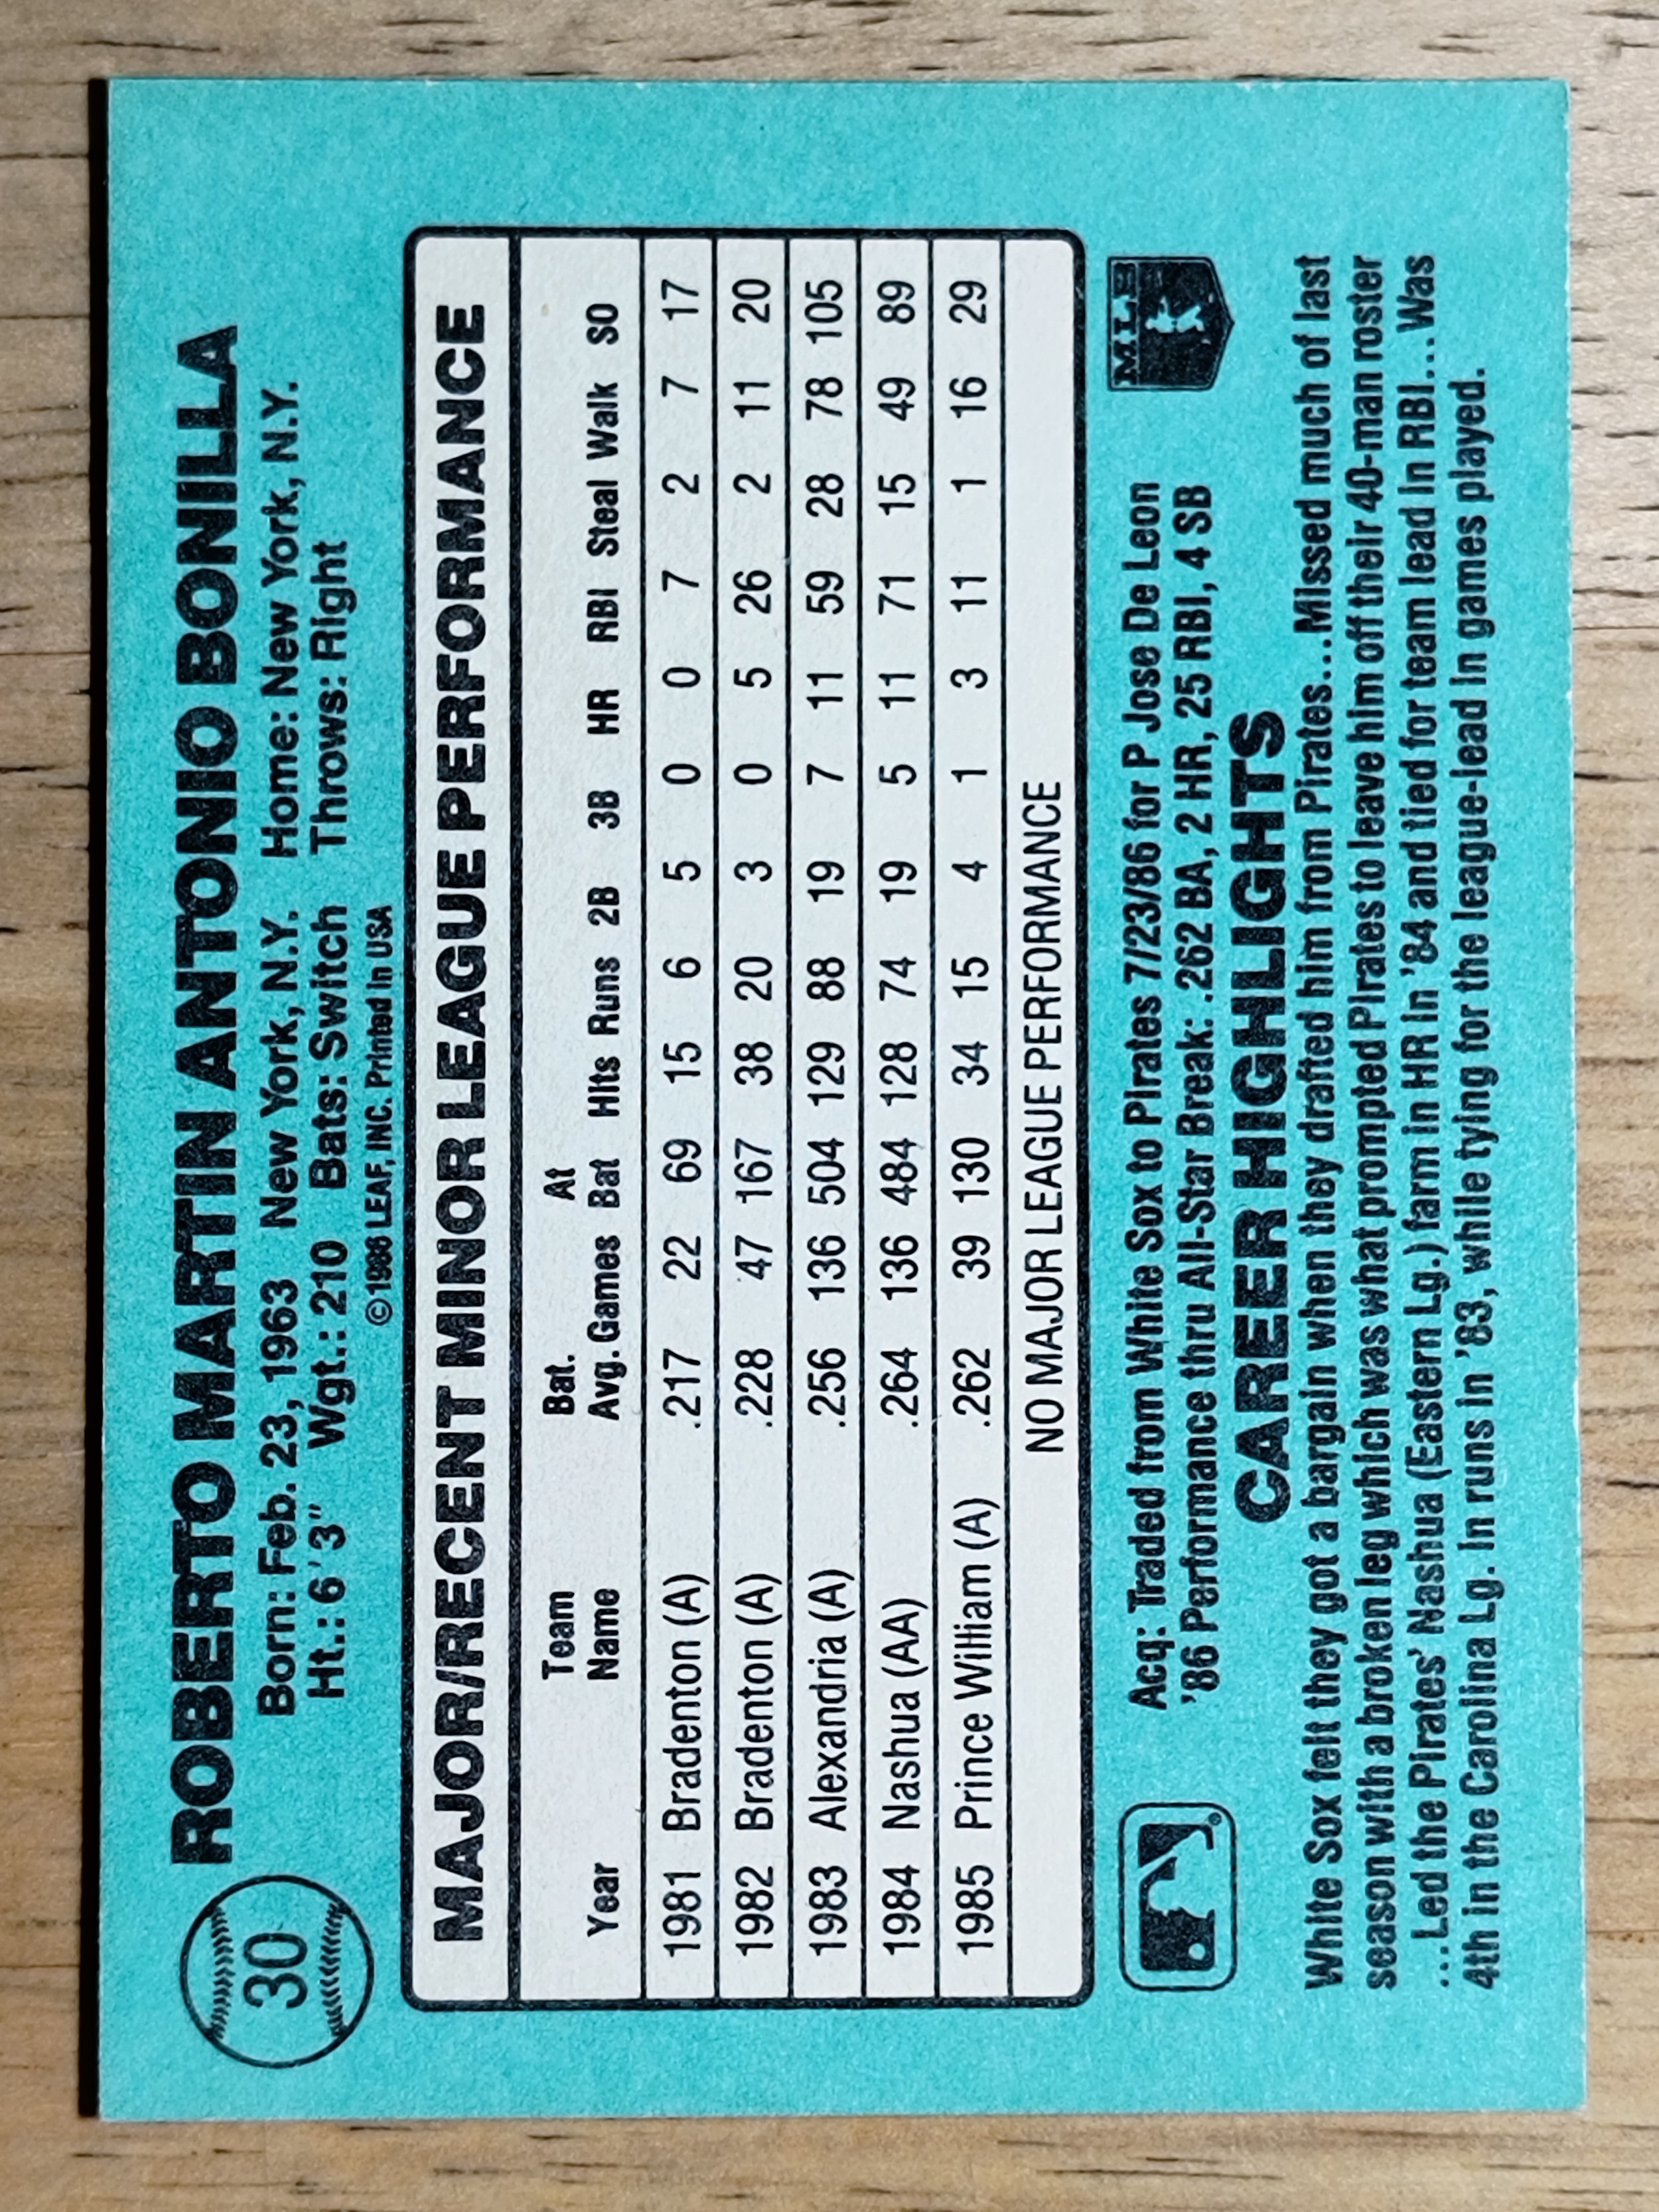 30
ROBERTO MARTIN ANTONIO BONILLA
Born: Feb. 23, 1963 New York, N.Y. Home: New York, N.Y.
Ht.: 6'3" Wgt.: 210 Bats: Switch Throws: Right
© 1986 LEAF, INC. Printed in USA
MAJOR/RECENT MINOR LEAGUE PERFORMANCE
Team Bat. At
Year Name Avg. Games Bat Hits Runs 2B 3B HR RBI Steal Walk SO
1981 Bradenton (A) .217 22 69 15 6 5 0 0 7 2 7 17
1982 Bradenton (A) .228 47 167 38 20 3 0 5 26 2 11 20
1983 Alexandria (A) .256 136 504 129 88 19 7 11 59 28 78 105
1984 Nashua (AA) .264 136 484 128 74 19 5 11 71 15 49 89
1985 Prince William (A) .262 39 130 34 15 4 1 3 11 1 16 29
NO MAJOR LEAGUE PERFORMANCE
Acq: Traded from White Sox to Pirates 7/23/86 for P Jose De Leon
'86 Performance thru All-Star Break: .262 BA, 2 HR, 25 RBI, 4 SB
MLB
CAREER HIGHLIGHTS
White Sox felt they got a bargain when they drafted him from Pirates...Missed much of last
season with a broken leg which was what prompted Pirates to leave him off their 40-man roster
...Led the Pirates' Nashua (Eastern Lg.) farm in HR in '84 and tied for team lead in RBI...Was
4th in the Carolina Lg. in runs in '83, while tying for the league-lead in games played.